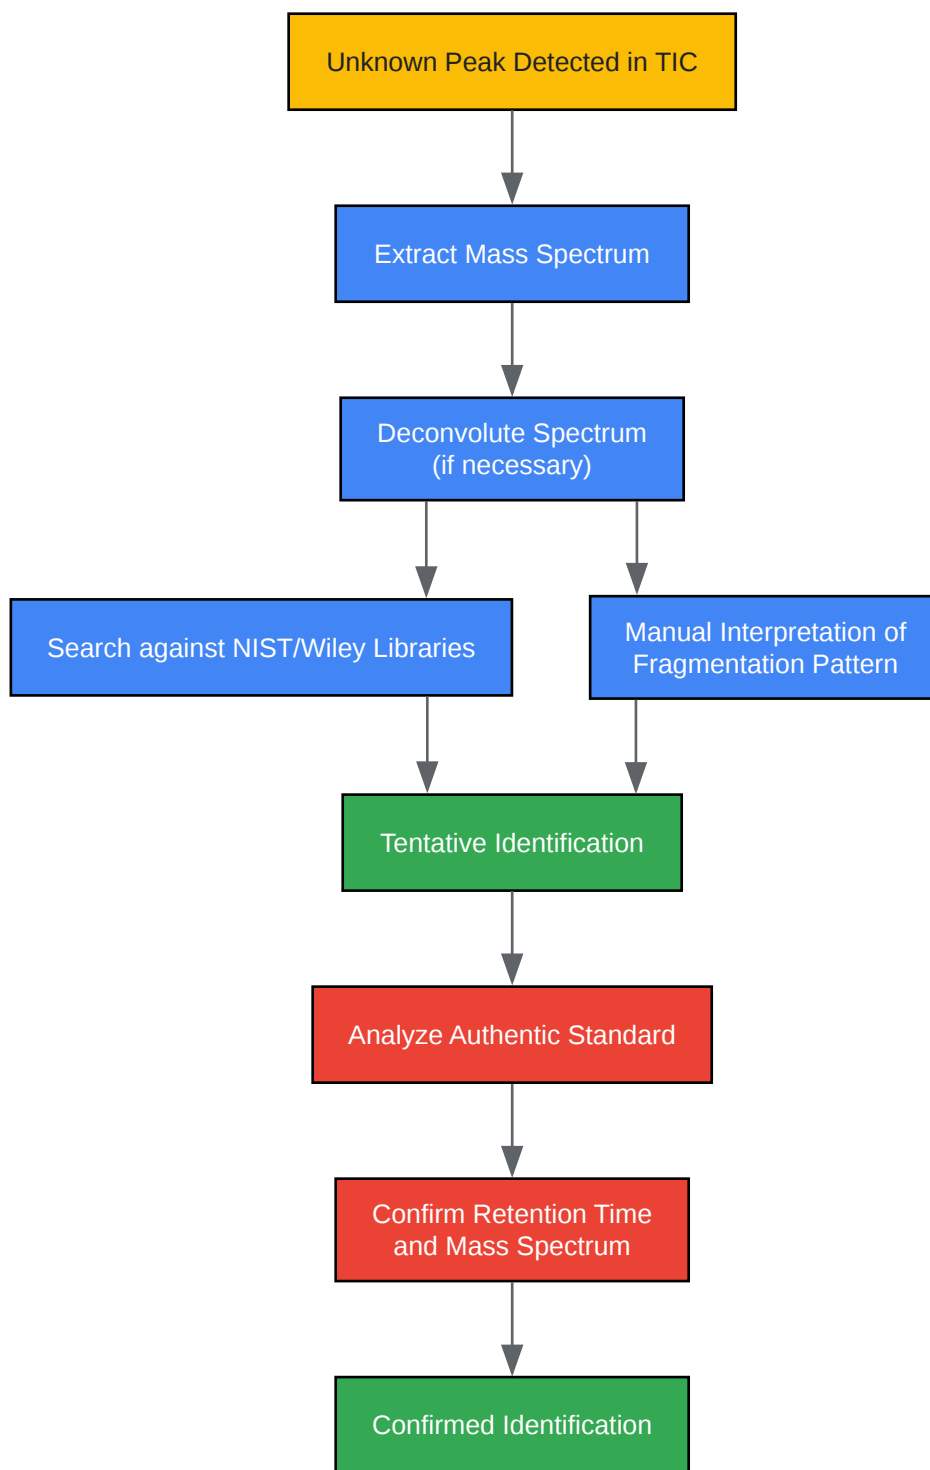 Unknown Peak Detected in TIC
Extract Mass Spectrum
Deconvolute Spectrum
(if necessary)
Search against NIST/Wiley Libraries
Manual Interpretation of
Fragmentation Pattern
Tentative Identification
Analyze Authentic Standard
Confirm Retention Time
and Mass Spectrum
Confirmed Identification